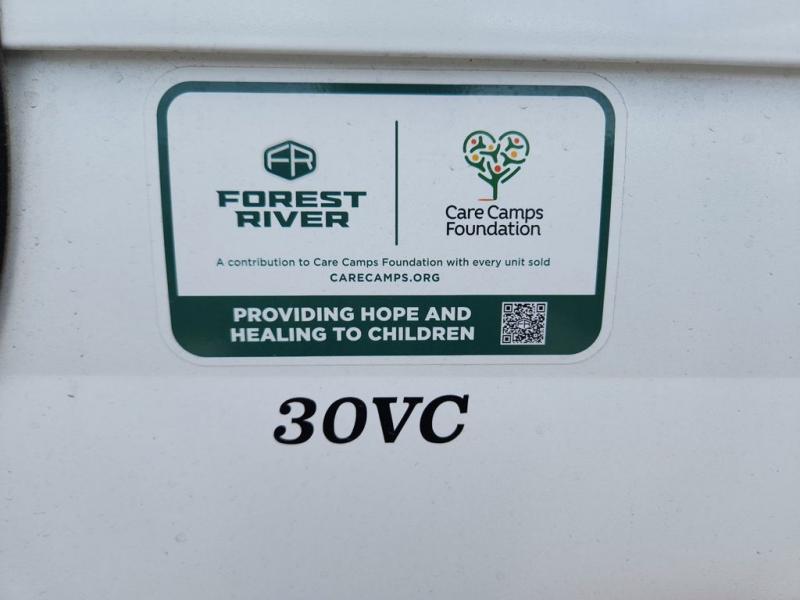 FR
FOREST
RIVER
Care Camps
Foundation
A contribution to Care Camps Foundation with every unit sold
CARECAMPS.ORG
PROVIDING HOPE AND
HEALING TO CHILDREN
30VC